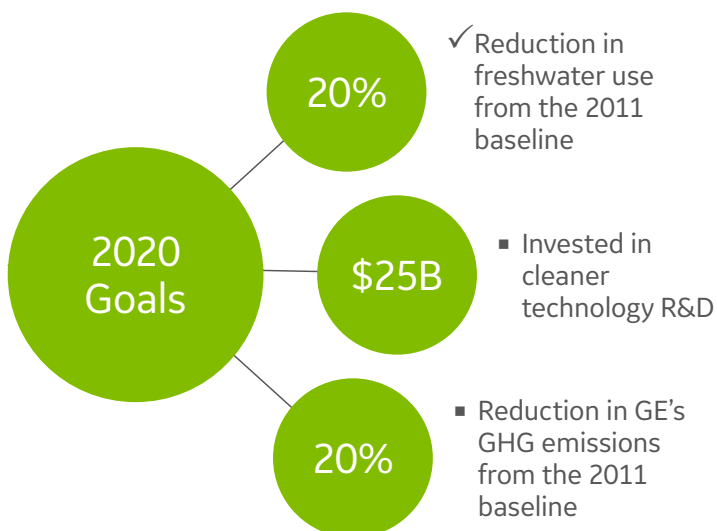 2020
Goals
20%
✓ Reduction in
freshwater use
from the 2011
baseline
$25B
▪ Invested in
cleaner
technology R&D
20%
▪ Reduction in GE’s
GHG emissions
from the 2011
baseline